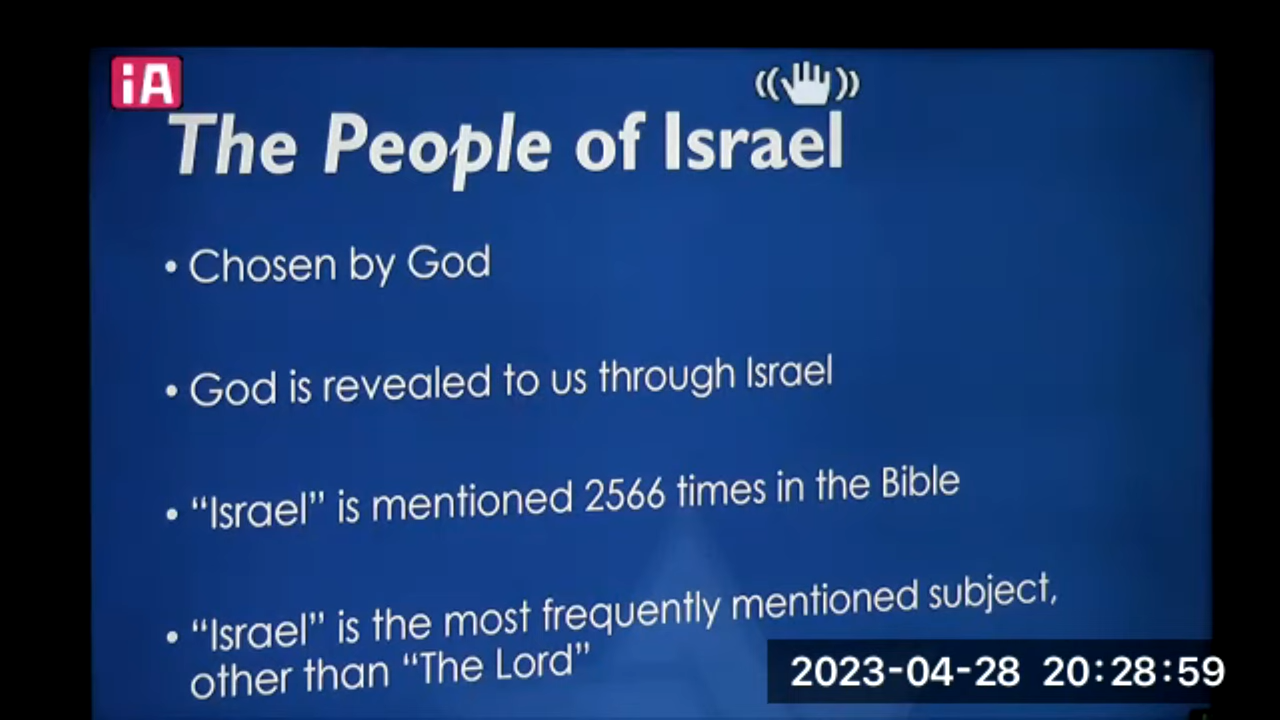 iA
The People of Israel
• Chosen by God
• God is revealed to us through Israel
• “Israel” is mentioned 2566 times in the Bible
• “Israel” is the most frequently mentioned subject,
other than “The Lord”
2023-04-28 20:28:59